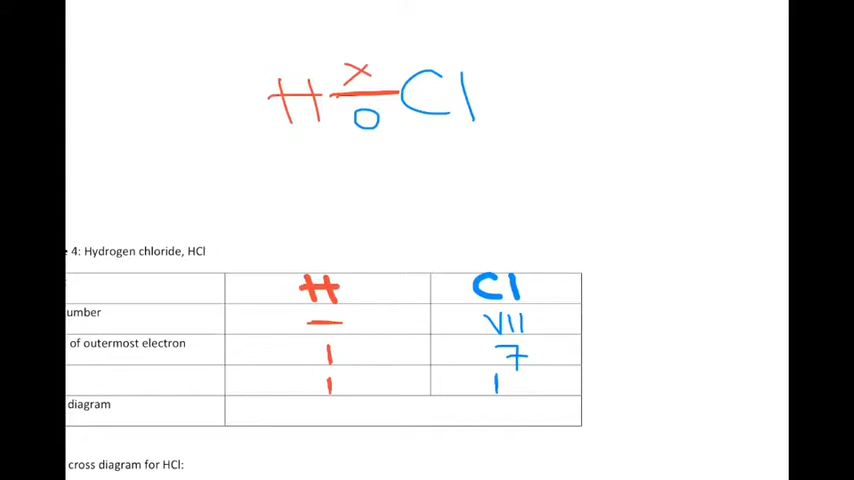 x
H — Cl
o
e 4: Hydrogen chloride, HCl
H Cl
umber — VII
of outermost electron 1 7
1 1
diagram
cross diagram for HCl: